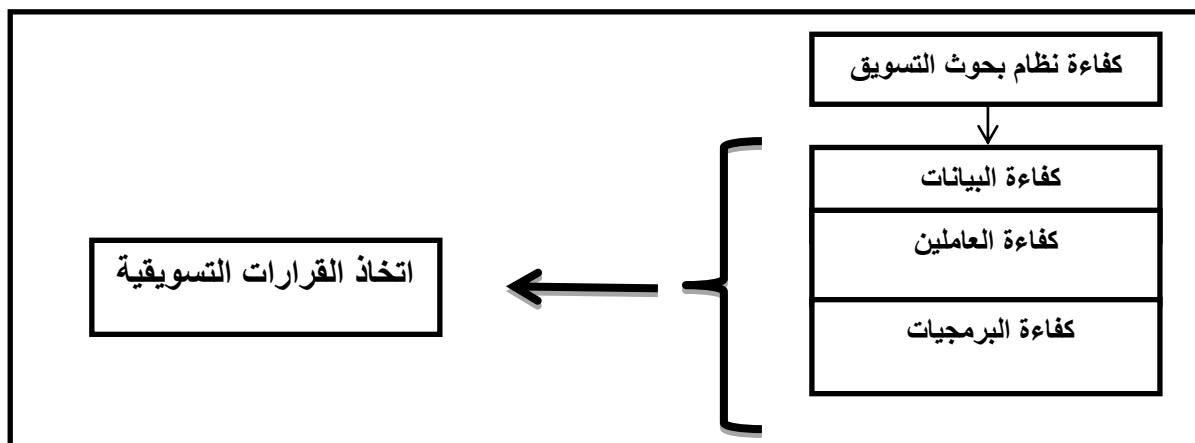 كفاءة نظام بحوث التسويق
كفاءة البيانات
كفاءة العاملين
كفاءة البرمجيات
اتخاذ القرارات التسويقية